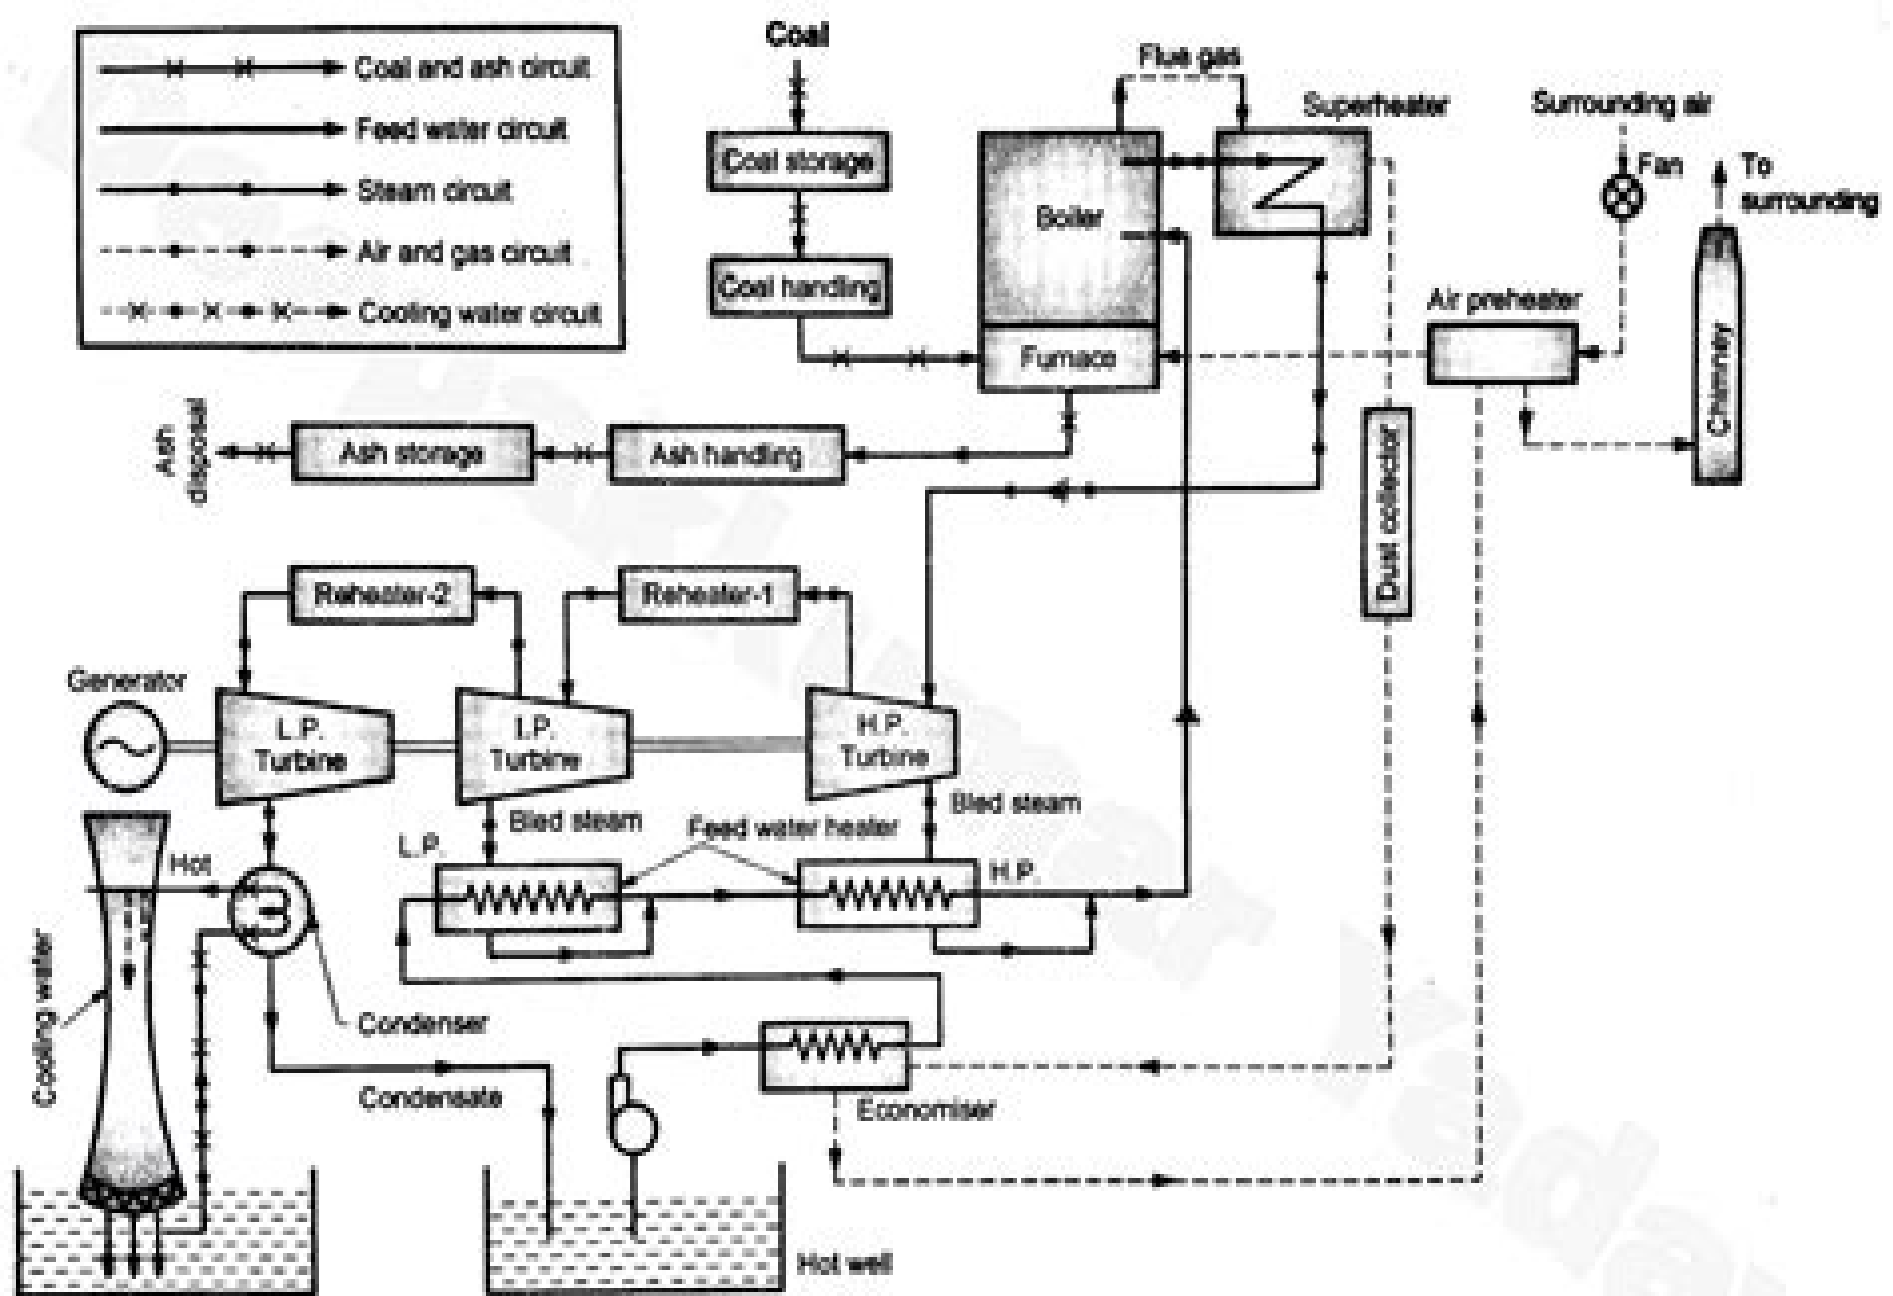 Coal and ash circuit
Feed water circuit
Steam circuit
Air and gas circuit
Cooling water circuit
Coal
Coal storage
Coal handling
Flue gas
Superheater
Boiler
Furnace
Surrounding air
Fan
To
surrounding
Air preheater
Chimney
Ash
disposal
Ash storage
Ash handling
Dust collector
Reheater-2
Reheater-1
Generator
L.P.
Turbine
I.P.
Turbine
H.P.
Turbine
Bled steam
Bled steam
Feed water heater
L.P.
H.P.
Hot
Cooling water
Condenser
Condensate
Economiser
Hot well
Yadav